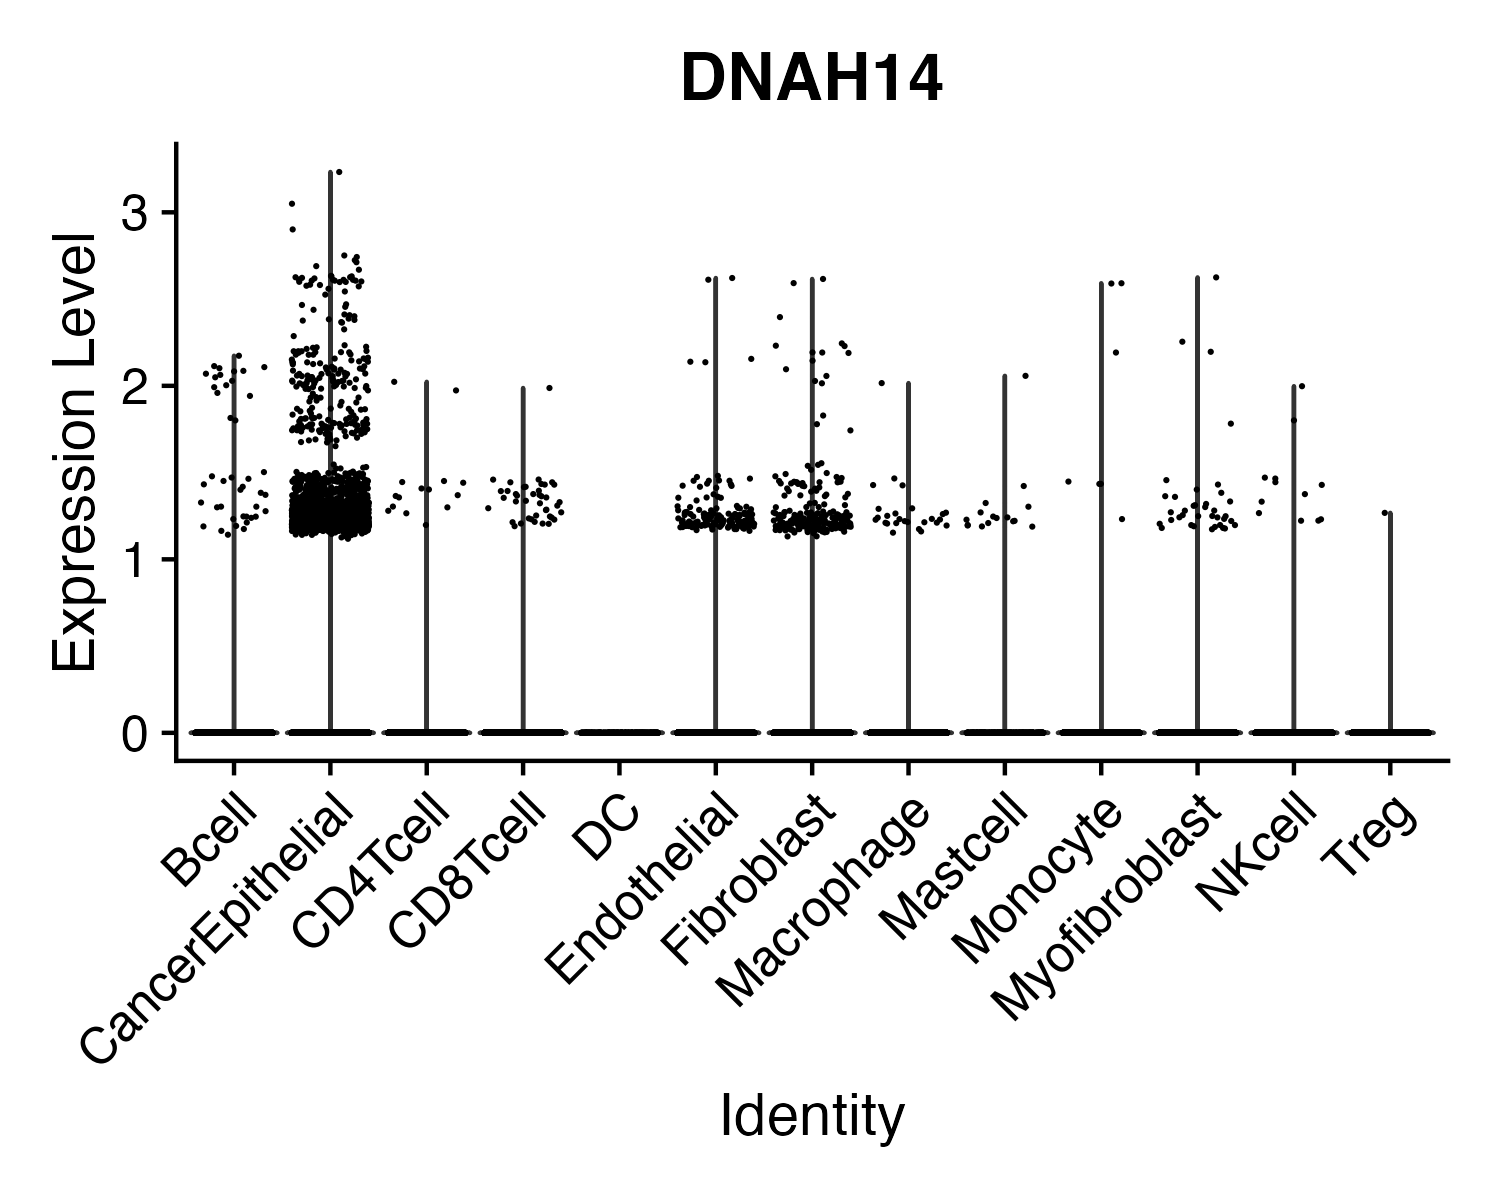 DNAH14
Expression Level
3
2
1
0
Bcell
CancerEpithelial
CD4Tcell
CD8Tcell
DC
Endothelial
Fibroblast
Macrophage
Mastcell
Monocyte
Myofibroblast
NKcell
Treg
Identity